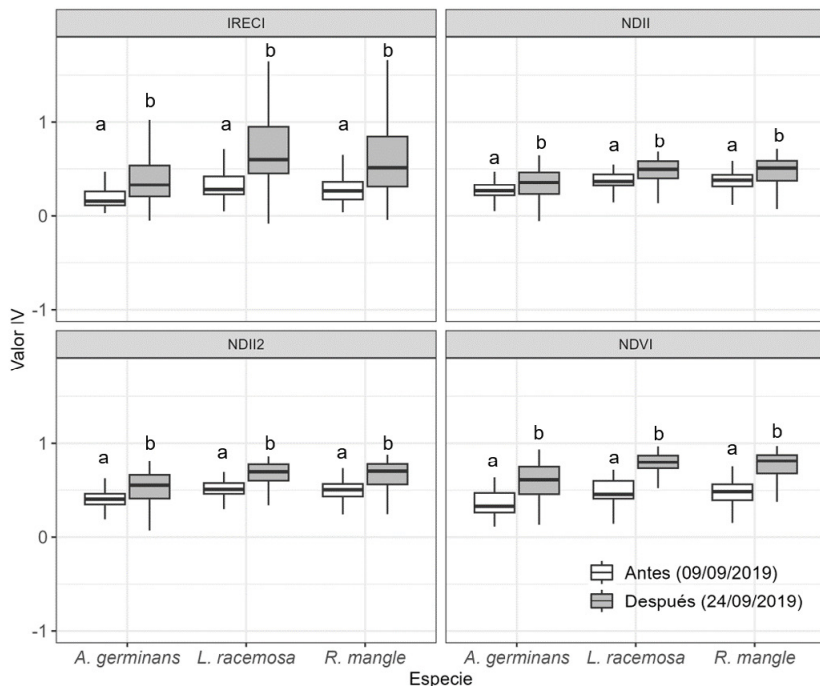 IRECI
NDII
a b a b a b
a b a b a b
1
0
-1
Valor IV
NDII2
NDVI
a b a b a b
a b a b a b
1
0
-1
Antes (09/09/2019)
Después (24/09/2019)
A. germinans L. racemosa R. mangle
A. germinans L. racemosa R. mangle
Especie